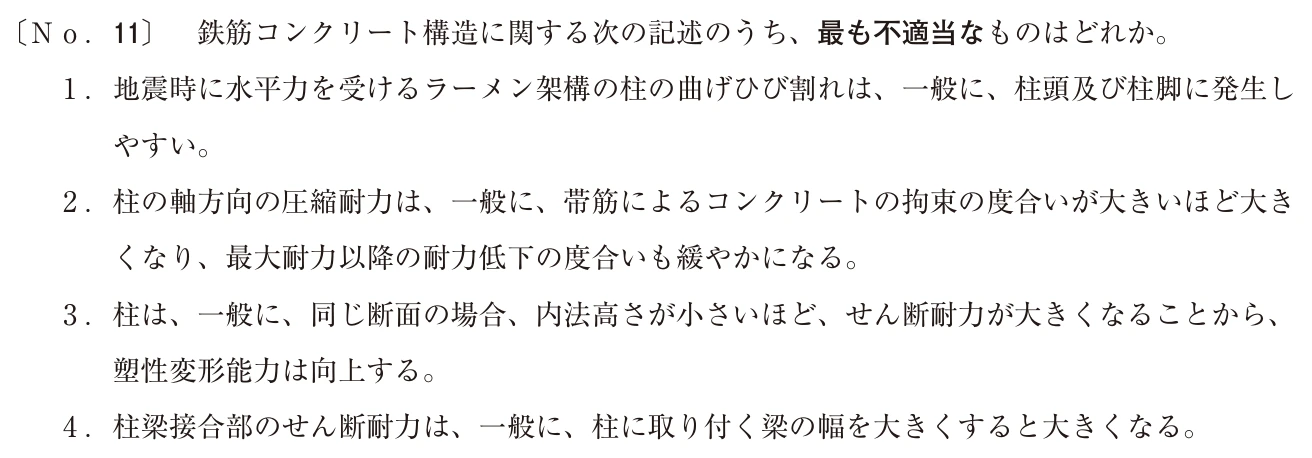 〔Ｎｏ．11〕　鉄筋コンクリート構造に関する次の記述のうち、最も不適当なものはどれか。
１．地震時に水平力を受けるラーメン架構の柱の曲げひび割れは、一般に、柱頭及び柱脚に発生し
やすい。
２．柱の軸方向の圧縮耐力は、一般に、帯筋によるコンクリートの拘束の度合いが大きいほど大き
くなり、最大耐力以降の耐力低下の度合いも緩やかになる。
３．柱は、一般に、同じ断面の場合、内法高さが小さいほど、せん断耐力が大きくなることから、
塑性変形能力は向上する。
４．柱梁接合部のせん断耐力は、一般に、柱に取り付く梁の幅を大きくすると大きくなる。